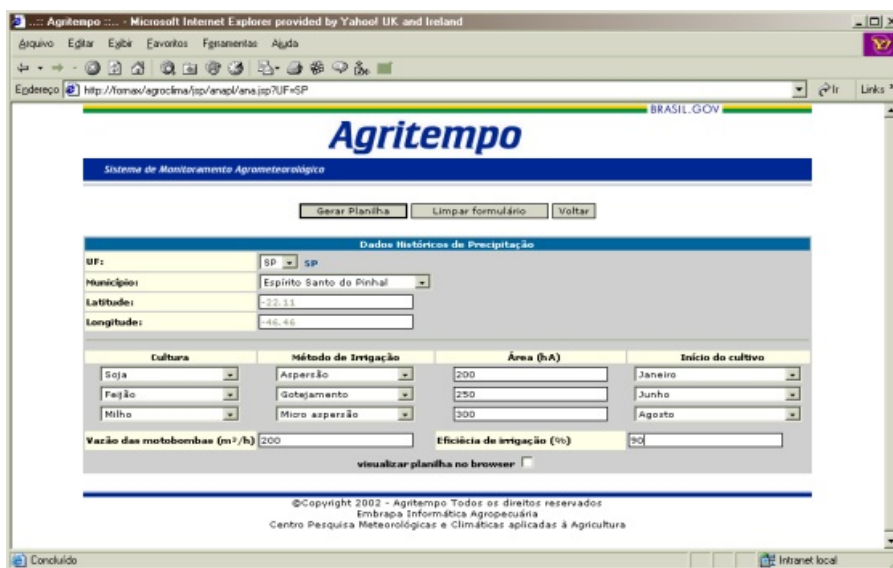 ..:: Agritempo ::... - Microsoft Internet Explorer provided by Yahoo! UK and Ireland
Arquivo Editar Exibir Favoritos Ferramentas Ajuda
Endereço http://fornax/agroclima/jsp/anapl/ana.jsp?UF=SP Ir Links
BRASIL.GOV
Agritempo
Sistema de Monitoramento Agrometeorológico
Gerar Planilha Limpar formulário Voltar
Dados Históricos de Precipitação
UF: SP SP
Município: Espírito Santo do Pinhal
Latitude: -22.11
Longitude: -46.46
Cultura Método de Irrigação Área (hA) Início do cultivo
Soja Aspersão 200 Janeiro
Feijão Gotejamento 250 Junho
Milho Micro aspersão 300 Agosto
Vazão das motobombas (m³/h) 200 Eficiêcia de irrigação (%) 90
visualizar planilha no browser
©Copyright 2002 - Agritempo Todos os direitos reservados
Embrapa Informática Agropecuária
Centro Pesquisa Meteorológicas e Climáticas aplicadas á Agricultura
Concluído Intranet local